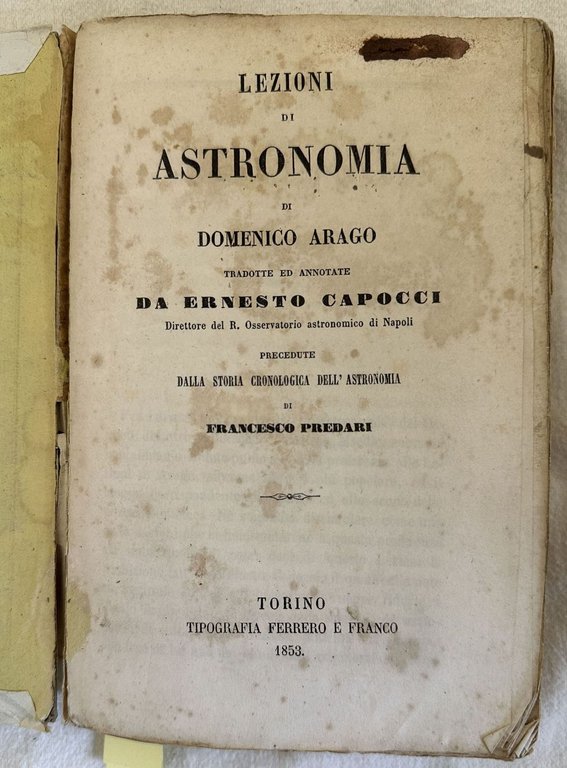 LEZIONI
DI
ASTRONOMIA
DI
DOMENICO ARAGO
TRADOTTE ED ANNOTATE
DA ERNESTO CAPOCCI
Direttore del R. Osservatorio astronomico di Napoli
PRECEDUTE
DALLA STORIA CRONOLOGICA DELL'ASTRONOMIA
DI
FRANCESCO PREDARI
TORINO
TIPOGRAFIA FERRERO E FRANCO
1853.